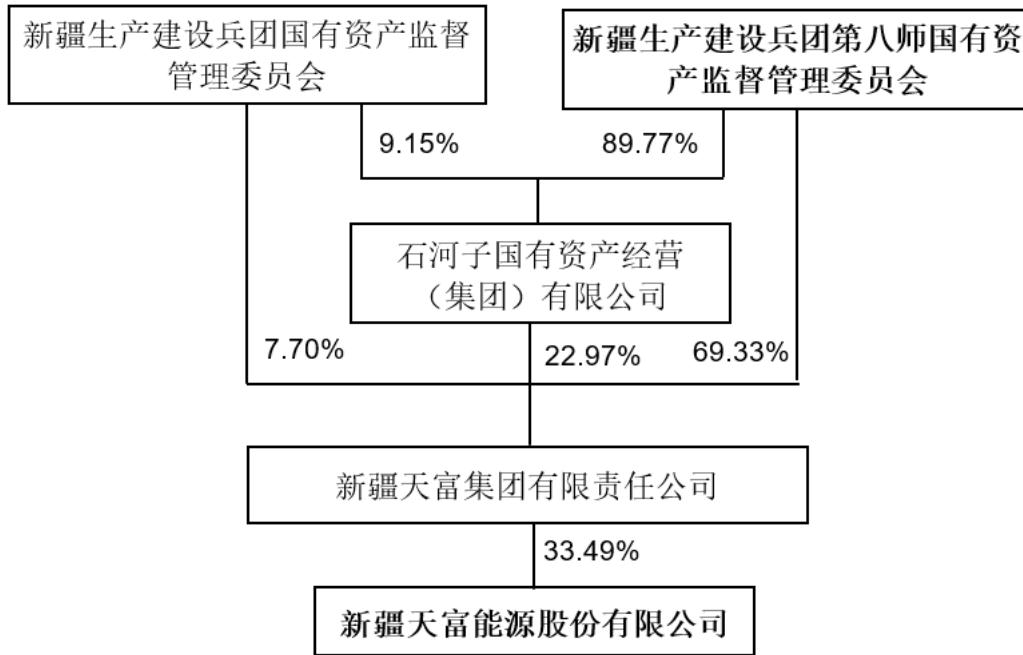 新疆生产建设兵团国有资产监督
管理委员会
新疆生产建设兵团第八师国有资
产监督管理委员会
9.15%
89.77%
石河子国有资产经营
（集团）有限公司
7.70%
22.97%
69.33%
新疆天富集团有限责任公司
33.49%
新疆天富能源股份有限公司